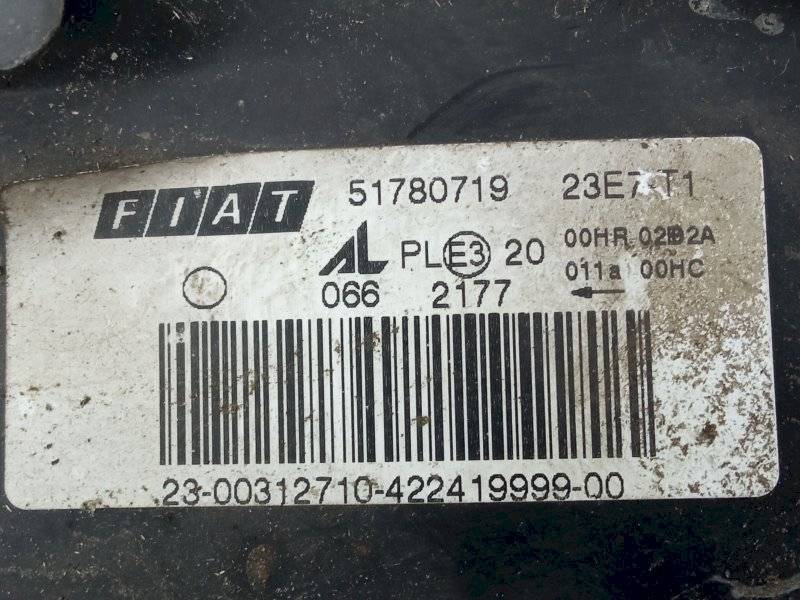 FIAT 51780719 23E7-T1
AL PL E3 20 00HR 02B2A
011a 00HC
066 2177
23-00312710-422419999-00